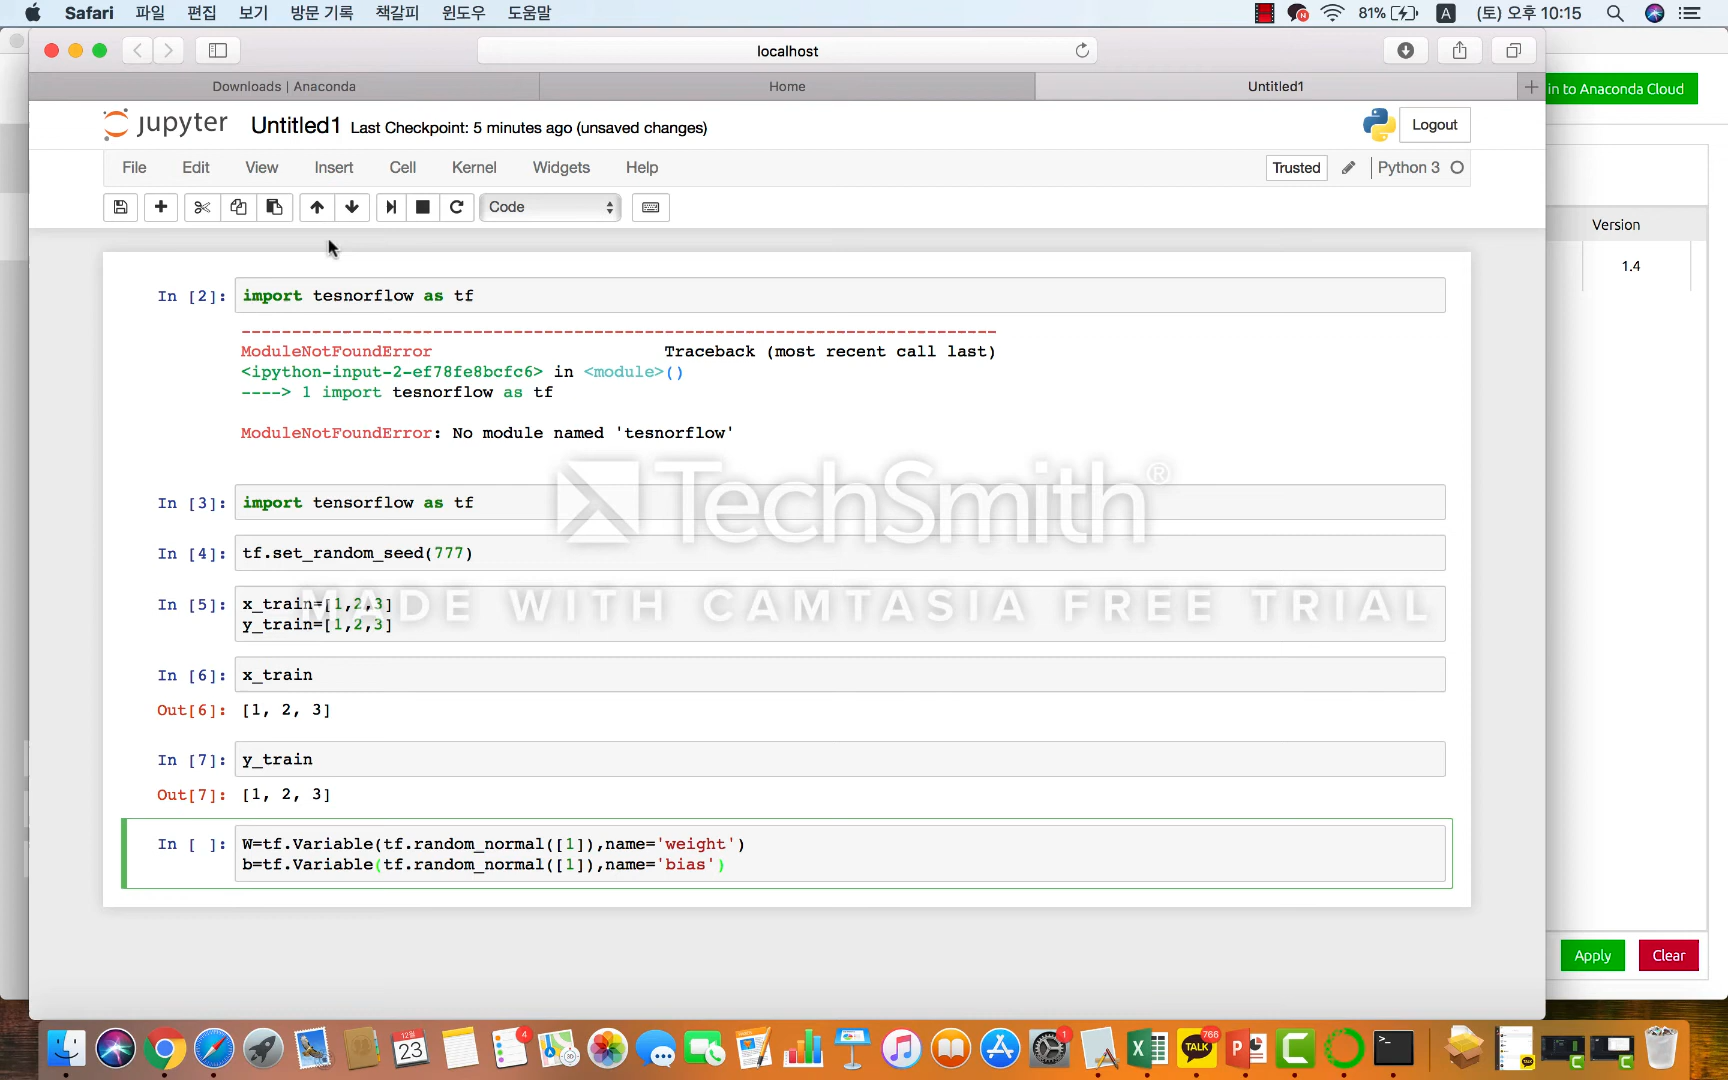 Safari 파일 편집 보기 방문 기록 책갈피 윈도우 도움말 81% A (토) 오후 10:15
localhost
Downloads | Anaconda Home Untitled1
in to Anaconda Cloud
jupyter Untitled1 Last Checkpoint: 5 minutes ago (unsaved changes) Logout
File Edit View Insert Cell Kernel Widgets Help Trusted Python 3
Code
Version
1.4
In [2]: import tesnorflow as tf
---------------------------------------------------------------------------
ModuleNotFoundError Traceback (most recent call last)
<ipython-input-2-ef78fe8bcfc6> in <module>()
----> 1 import tesnorflow as tf
ModuleNotFoundError: No module named 'tesnorflow'
TechSmith®
In [3]: import tensorflow as tf
In [4]: tf.set_random_seed(777)
MADE WITH CAMTASIA FREE TRIAL
In [5]: x_train=[1,2,3]
y_train=[1,2,3]
In [6]: x_train
Out[6]: [1, 2, 3]
In [7]: y_train
Out[7]: [1, 2, 3]
In [ ]: W=tf.Variable(tf.random_normal([1]),name='weight')
b=tf.Variable(tf.random_normal([1]),name='bias')
Apply Clear
12월
23
4
1
766
TALK